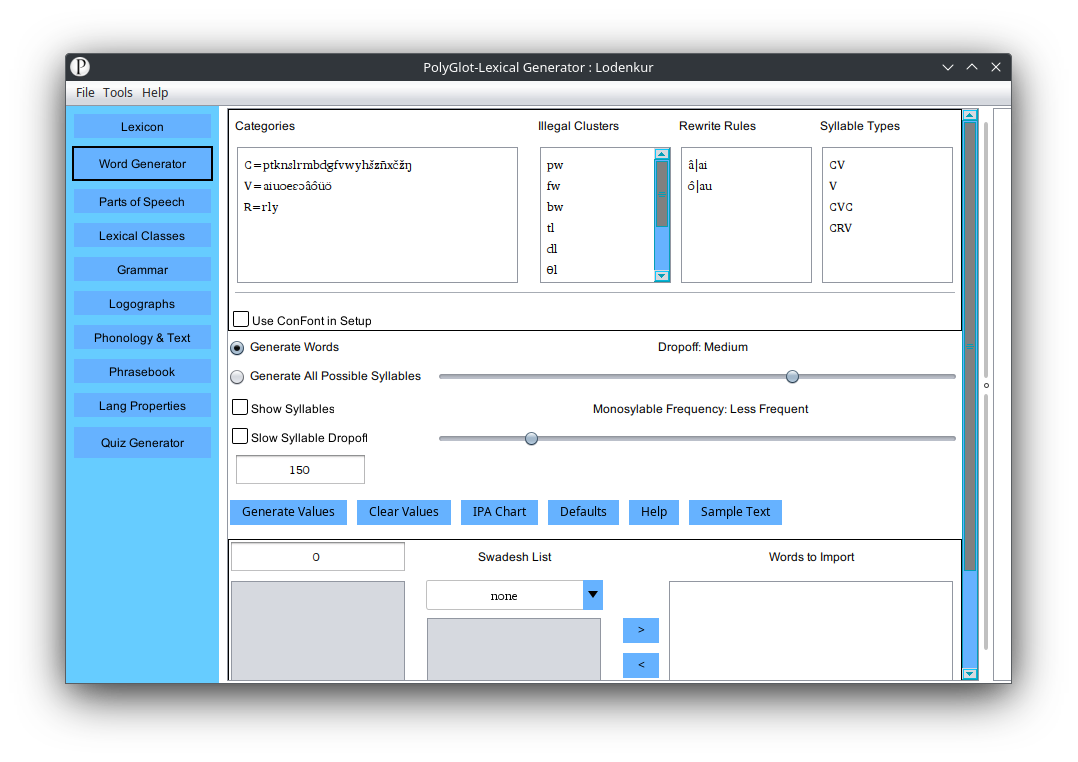 PolyGlot-Lexical Generator : Lodenkur
File Tools Help
Lexicon
Word Generator
Parts of Speech
Lexical Classes
Grammar
Logographs
Phonology & Text
Phrasebook
Lang Properties
Quiz Generator
Categories
C=ptknslrmbdgfvwyhšzñxčžŋ
V=aiuoeɛɔâôüö
R=rly
Illegal Clusters
pw
fw
bw
tl
dl
θl
Rewrite Rules
â|ai
ô|au
Syllable Types
CV
V
CVC
CRV
Use ConFont in Setup
Generate Words
Dropoff: Medium
Generate All Possible Syllables
Show Syllables
Monosylable Frequency: Less Frequent
Slow Syllable Dropoff
150
Generate Values Clear Values IPA Chart Defaults Help Sample Text
0
Swadesh List
none
>
<
Words to Import